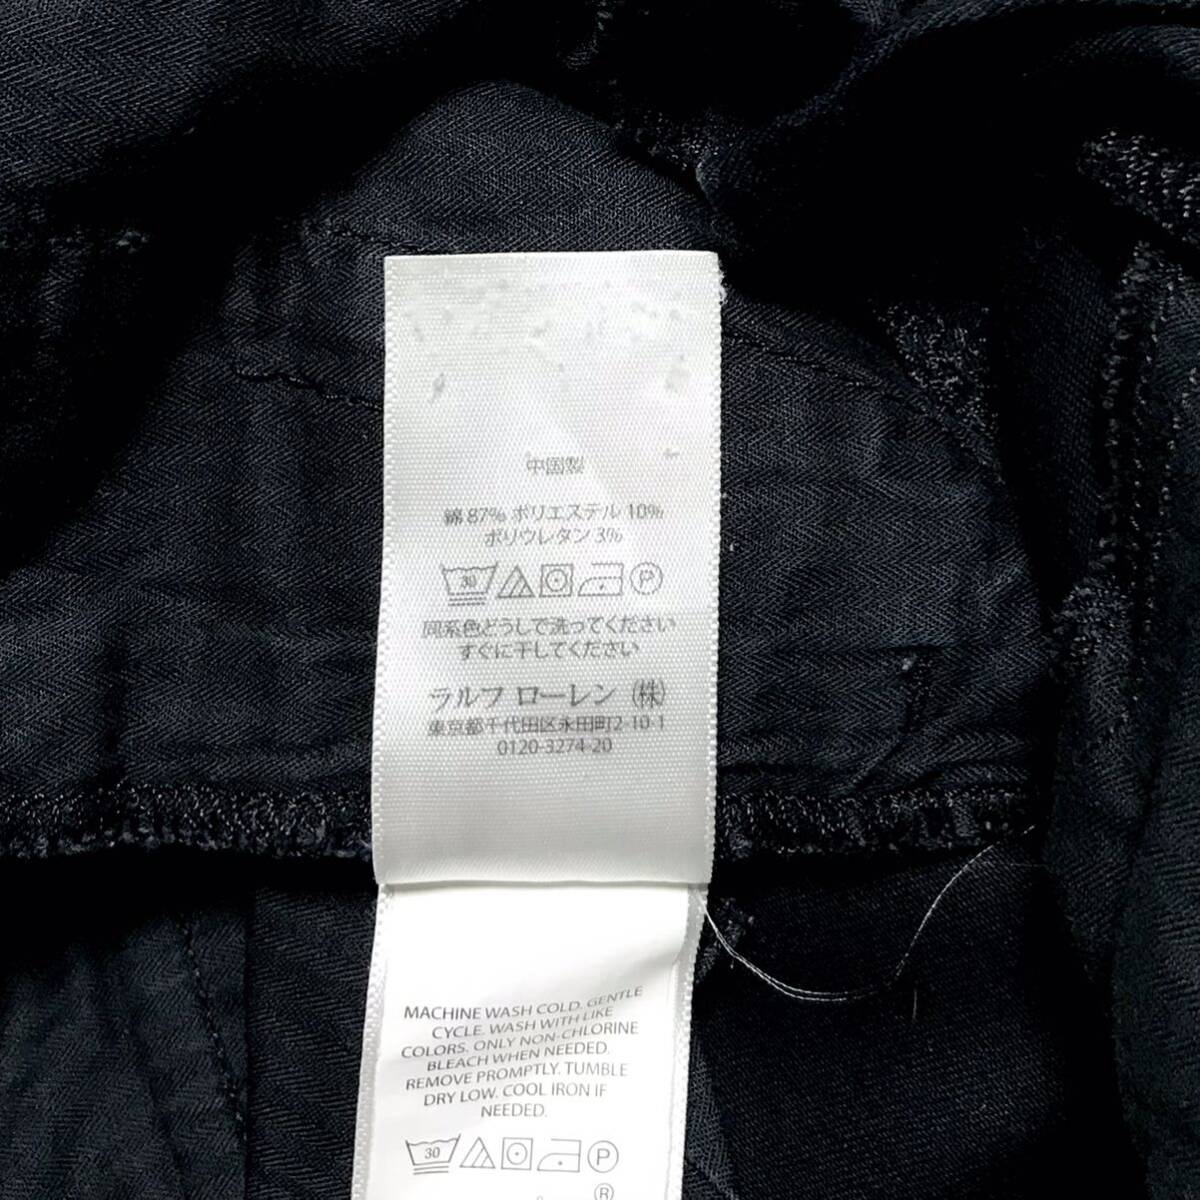 中国製
綿 87% ポリエステル 10%
ポリウレタン 3%
30 P
同系色どうしで洗ってください
すぐに干してください
ラルフ ローレン (株)
東京都千代田区永田町2-10-1
0120-3274-20
MACHINE WASH COLD. GENTLE
CYCLE. WASH WITH LIKE
COLORS. ONLY NON-CHLORINE
BLEACH WHEN NEEDED.
REMOVE PROMPTLY. TUMBLE
DRY LOW. COOL IRON IF
NEEDED.
30 P
®